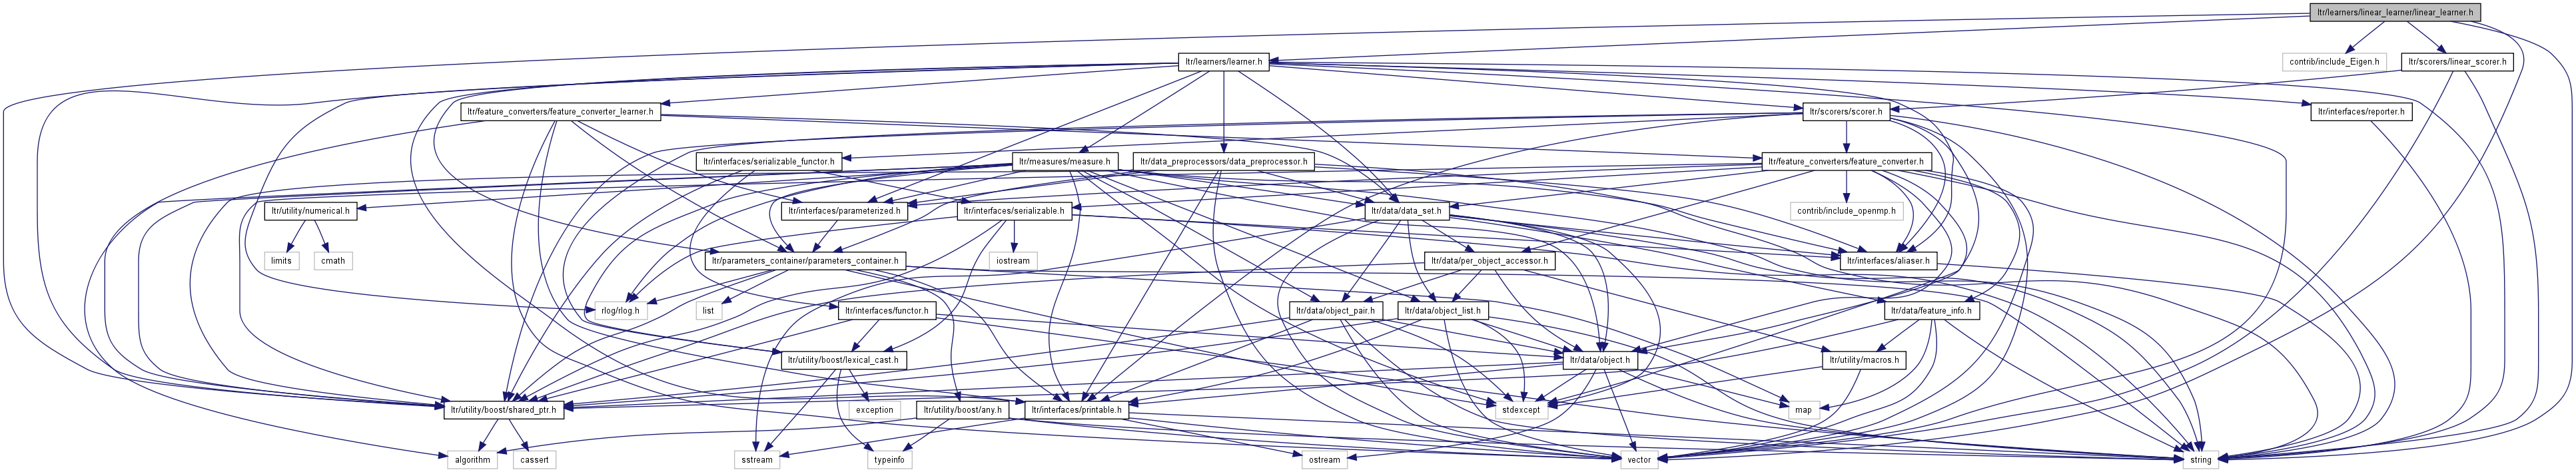 ltr/learners/linear_learner/linear_learner.h
ltr/learners/learner.h
contrib/include_Eigen.h
ltr/scorers/linear_scorer.h
ltr/feature_converters/feature_converter_learner.h
ltr/scorers/scorer.h
ltr/interfaces/reporter.h
ltr/interfaces/serializable_functor.h
ltr/measures/measure.h
ltr/data_preprocessors/data_preprocessor.h
ltr/feature_converters/feature_converter.h
ltr/utility/numerical.h
ltr/interfaces/parameterized.h
ltr/interfaces/serializable.h
ltr/data/data_set.h
contrib/include_openmp.h
limits
cmath
ltr/parameters_container/parameters_container.h
iostream
ltr/data/per_object_accessor.h
ltr/interfaces/aliaser.h
rlog/rlog.h
list
ltr/interfaces/functor.h
ltr/data/object_pair.h
ltr/data/object_list.h
ltr/data/feature_info.h
ltr/utility/boost/lexical_cast.h
ltr/data/object.h
ltr/utility/macros.h
ltr/utility/boost/shared_ptr.h
exception
ltr/utility/boost/any.h
ltr/interfaces/printable.h
stdexcept
map
algorithm
cassert
sstream
typeinfo
ostream
vector
string